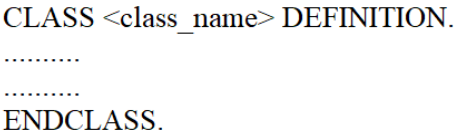 CLASS <class_name> DEFINITION.
..........
..........
ENDCLASS.